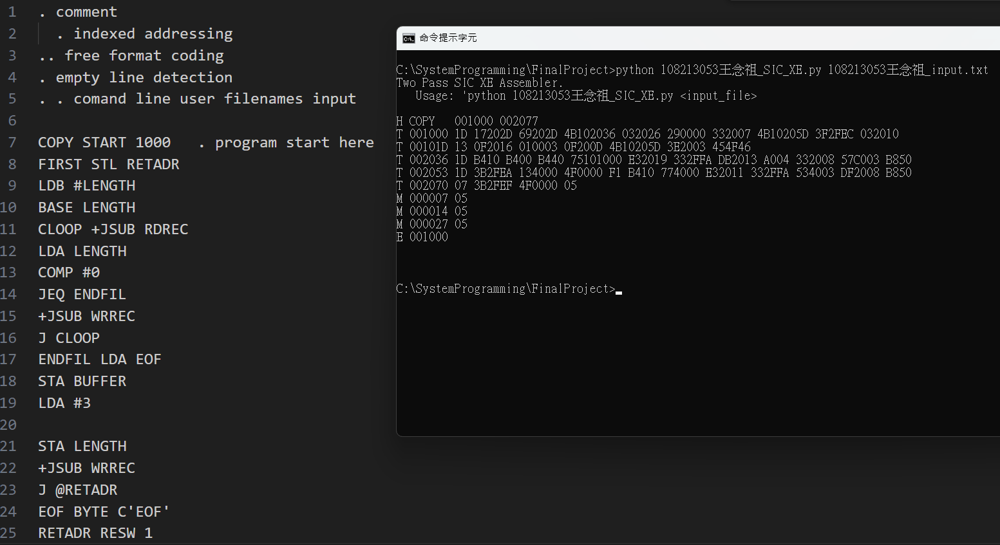 1 . comment
2 . indexed addressing
3 .. free format coding
4 . empty line detection
5 . . comand line user filenames input
6
7 COPY START 1000 . program start here
8 FIRST STL RETADR
9 LDB #LENGTH
10 BASE LENGTH
11 CLOOP +JSUB RDREC
12 LDA LENGTH
13 COMP #0
14 JEQ ENDFIL
15 +JSUB WRREC
16 J CLOOP
17 ENDFIL LDA EOF
18 STA BUFFER
19 LDA #3
20
21 STA LENGTH
22 +JSUB WRREC
23 J @RETADR
24 EOF BYTE C'EOF'
25 RETADR RESW 1
命令提示字元
C:\SystemProgramming\FinalProject>python 108213053王念祖_SIC_XE.py 108213053王念祖_input.txt
Two Pass SIC XE Assembler.
Usage: 'python 108213053王念祖_SIC_XE.py <input_file>
H COPY 001000 002077
T 001000 1D 17202D 69202D 4B102036 032026 290000 332007 4B10205D 3F2FEC 032010
T 00101D 13 0F2016 010003 0F200D 4B10205D 3E2003 454F46
T 002036 1D B410 B400 B440 75101000 E32019 332FFA DB2013 A004 332008 57C003 B850
T 002053 1D 3B2FEA 134000 4F0000 F1 B410 774000 E32011 332FFA 534003 DF2008 B850
T 002070 07 3B2FEF 4F0000 05
M 000007 05
M 000014 05
M 000027 05
E 001000
C:\SystemProgramming\FinalProject>